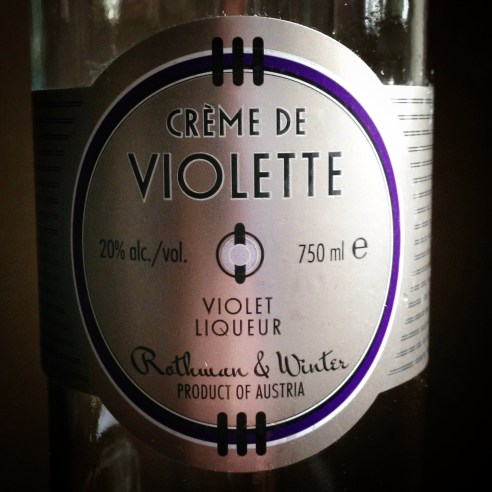 CRÈME DE
VIOLETTE
20% alc./vol. 750 ml e
VIOLET
LIQUEUR
Rothman & Winter
PRODUCT OF AUSTRIA